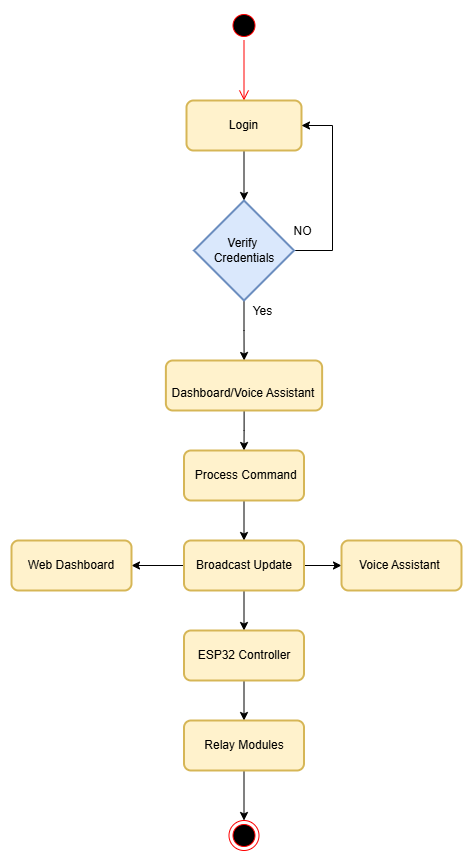 Login
NO
Verify
Credentials
Yes
Dashboard/Voice Assistant
Process Command
Web Dashboard
Broadcast Update
Voice Assistant
ESP32 Controller
Relay Modules